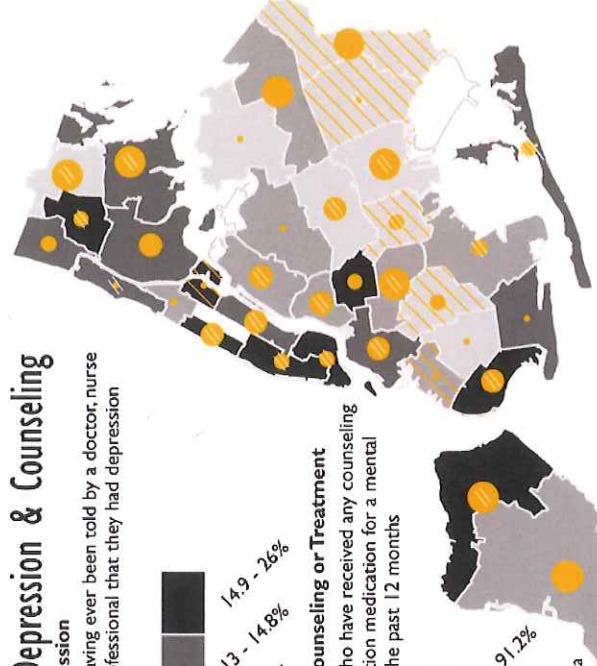 Depression & Counseling
ssion
aving ever been told by a doctor, nurse
fessional that they had depression
14.9 - 26%
13 - 14.8%
ounseling or Treatment
ho have received any counseling
tion medication for a mental
he past 12 months
91.2%
a